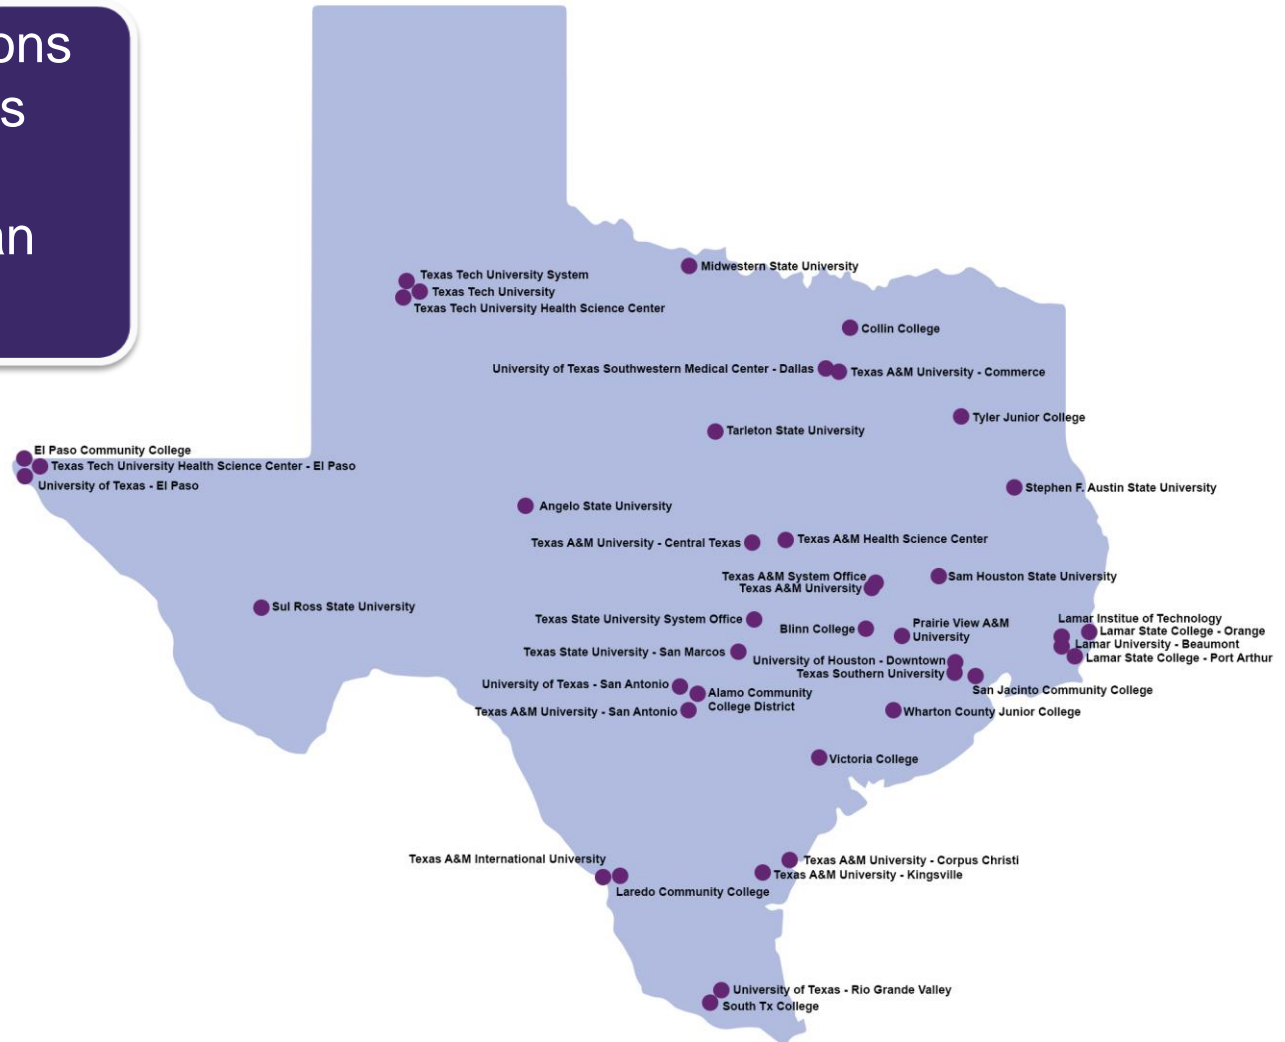 ons
s
an
Texas Tech University System
Texas Tech University
Texas Tech University Health Science Center
Midwestern State University
Collin College
University of Texas Southwestern Medical Center - Dallas
Texas A&M University - Commerce
Tyler Junior College
Tarleton State University
El Paso Community College
Texas Tech University Health Science Center - El Paso
University of Texas - El Paso
Stephen F. Austin State University
Angelo State University
Texas A&M University - Central Texas
Texas A&M Health Science Center
Texas A&M System Office
Texas A&M University
Sam Houston State University
Sul Ross State University
Texas State University System Office
Blinn College
Prairie View A&M
University
Lamar Institue of Technology
Lamar State College - Orange
Lamar University - Beaumont
Lamar State College - Port Arthur
Texas State University - San Marcos
University of Houston - Downtown
Texas Southern University
San Jacinto Community College
University of Texas - San Antonio
Alamo Community
College District
Texas A&M University - San Antonio
Wharton County Junior College
Victoria College
Texas A&M International University
Laredo Community College
Texas A&M University - Corpus Christi
Texas A&M University - Kingsville
University of Texas - Rio Grande Valley
South Tx College